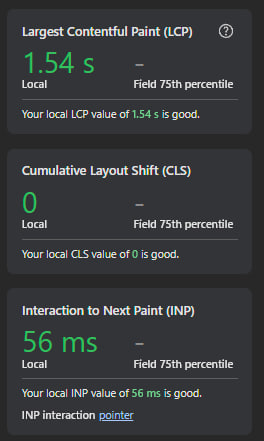 Largest Contentful Paint (LCP)
1.54 s -
Local Field 75th percentile
Your local LCP value of 1.54 s is good.
Cumulative Layout Shift (CLS)
0 -
Local Field 75th percentile
Your local CLS value of 0 is good.
Interaction to Next Paint (INP)
56 ms -
Local Field 75th percentile
Your local INP value of 56 ms is good.
INP interaction pointer